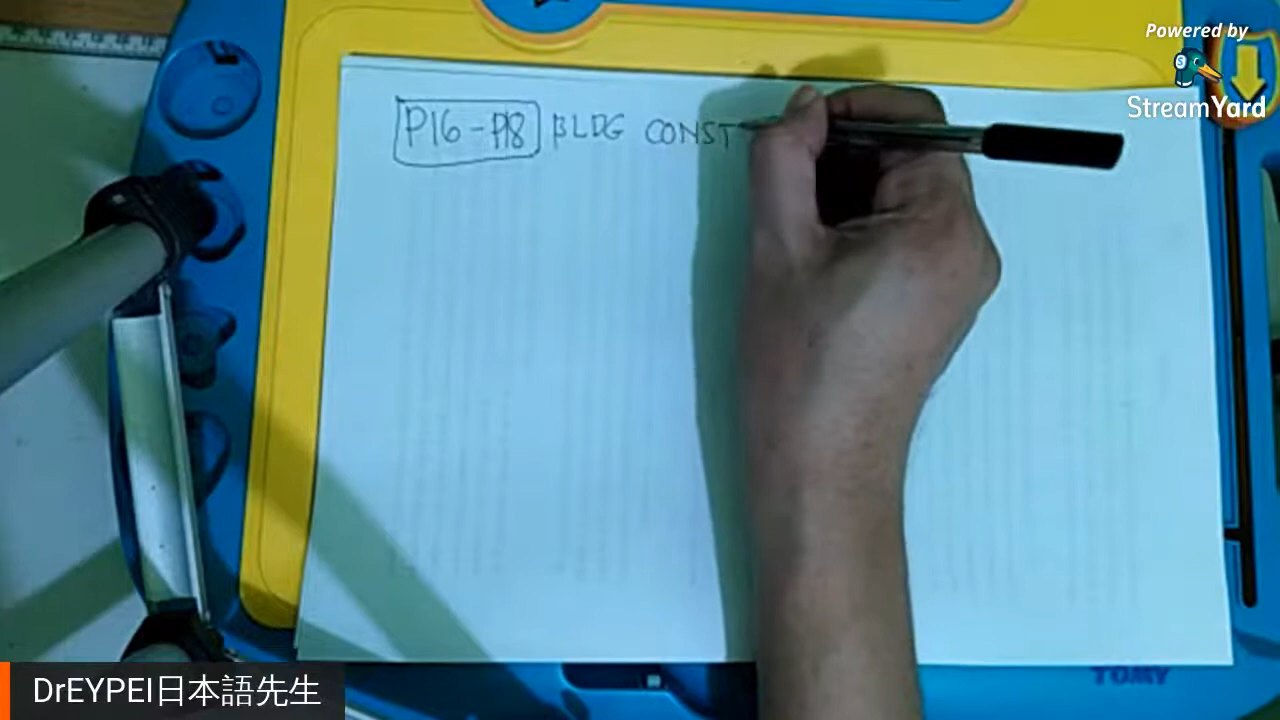 Powered by
StreamYard
P16-P18 BLDG CONST
TOMY
DrEYPEI日本語先生